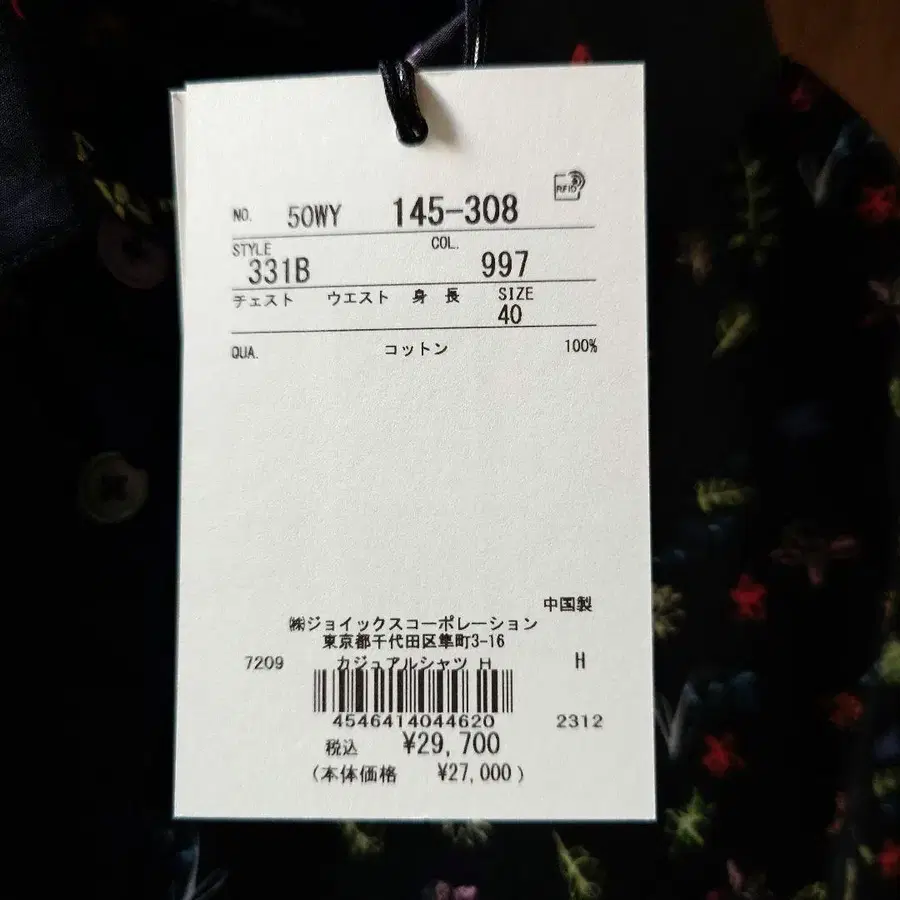 RFID
NO. 50WY 145-308
STYLE COL.
331B 997
チェスト ウエスト 身 長 SIZE
40
QUA. コットン 100%
中国製
㈱ジョイックスコーポレーション
東京都千代田区隼町3-16
7209 カジュアルシャツ H H
4546414044620 2312
税込 ¥29,700
(本体価格 ¥27,000)